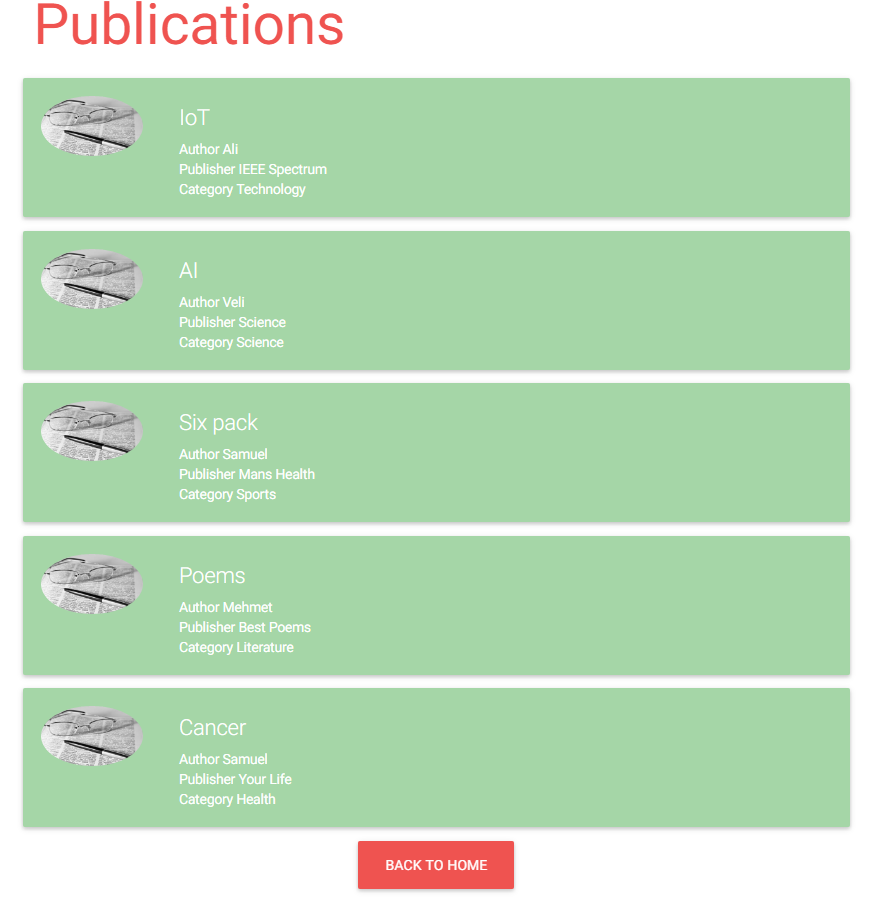 Publications
IoT
Author Ali
Publisher IEEE Spectrum
Category Technology
AI
Author Veli
Publisher Science
Category Science
Six pack
Author Samuel
Publisher Mans Health
Category Sports
Poems
Author Mehmet
Publisher Best Poems
Category Literature
Cancer
Author Samuel
Publisher Your Life
Category Health
BACK TO HOME